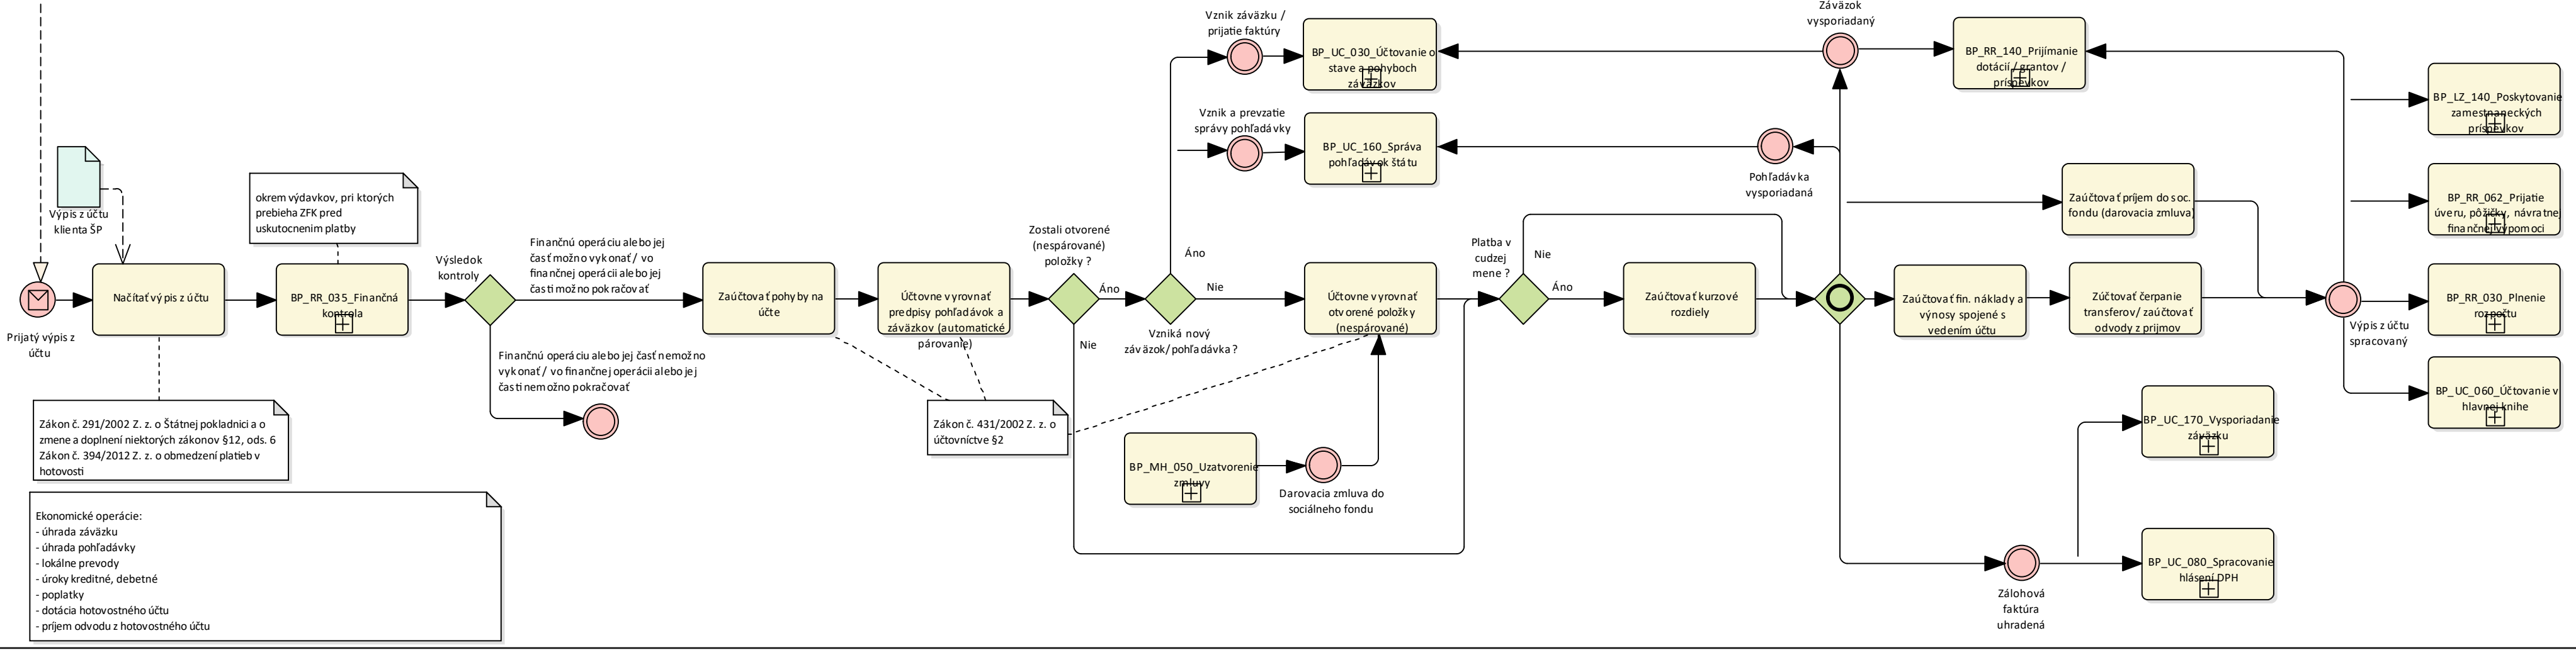 Výpis z účtu
klienta ŠP
Prijatý výpis z
účtu
Načítať výpis z účtu
okrem výdavkov, pri ktorých
prebieha ZFK pred
uskutocnenim platby
BP_RR_035_Finančná
kontrola
Výsledok
kontroly
Finančnú operáciu alebo jej
časť možno vykonať / vo
finančnej operácii alebo jej
časti možno pokračovať
Finančnú operáciu alebo jej časť nemožno
vykonať / vo finančnej operácii alebo jej
časti nemožno pokračovať
Zákon č. 291/2002 Z. z. o Štátnej pokladnici a o
zmene a doplnení niektorých zákonov §12, ods. 6
Zákon č. 394/2012 Z. z. o obmedzení platieb v
hotovosti
Ekonomické operácie:
- úhrada záväzku
- úhrada pohľadávky
- lokálne prevody
- úroky kreditné, debetné
- poplatky
- dotácia hotovostného účtu
- príjem odvodu z hotovostného účtu
Zaúčtovať pohyby na
účte
Účtovne vyrovnať
predpisy pohľadávok a
záväzkov (automatické
párovanie)
Zákon č. 431/2002 Z. z. o
účtovníctve §2
Zostali otvorené
(nespárované)
položky ?
Áno
Nie
Vzniká nový
záväzok/pohľadávka ?
Áno
Nie
Vznik záväzku /
prijatie faktúry
BP_UC_030_Účtovanie o
stave a pohyboch
záväzkov
Vznik a prevzatie
správy pohľadávky
BP_UC_160_Správa
pohľadávok štátu
Účtovne vyrovnať
otvorené položky
(nespárované)
BP_MH_050_Uzatvorenie
zmluvy
Darovacia zmluva do
sociálneho fondu
Platba v
cudzej
mene ?
Nie
Áno
Zaúčtovať kurzové
rozdiely
Záväzok
vysporiadaný
Pohľadávka
vysporiadaná
BP_RR_140_Prijímanie
dotácií / grantov /
príspevkov
Zaúčtovať príjem do soc.
fondu (darovacia zmluva)
Zaúčtovať fin. náklady a
výnosy spojené s
vedením účtu
Zúčtovať čerpanie
transferov/ zaúčtovať
odvody z prijmov
Výpis z účtu
spracovaný
BP_LZ_140_Poskytovanie
zamestnaneckých
príspevkov
BP_RR_062_Prijatie
úveru, pôžičky, návratnej
finančnej výpomoci
BP_RR_030_Plnenie
rozpočtu
BP_UC_060_Účtovanie v
hlavnej knihe
BP_UC_170_Vysporiadanie
záväzku
Zálohová
faktúra
uhradená
BP_UC_080_Spracovanie
hlásení DPH